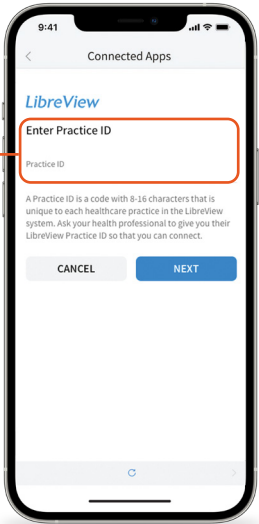 9:41
Connected Apps
LibreView
Enter Practice ID
Practice ID
A Practice ID is a code with 8-16 characters that is
unique to each healthcare practice in the LibreView
system. Ask your health professional to give you their
LibreView Practice ID so that you can connect.
CANCEL NEXT